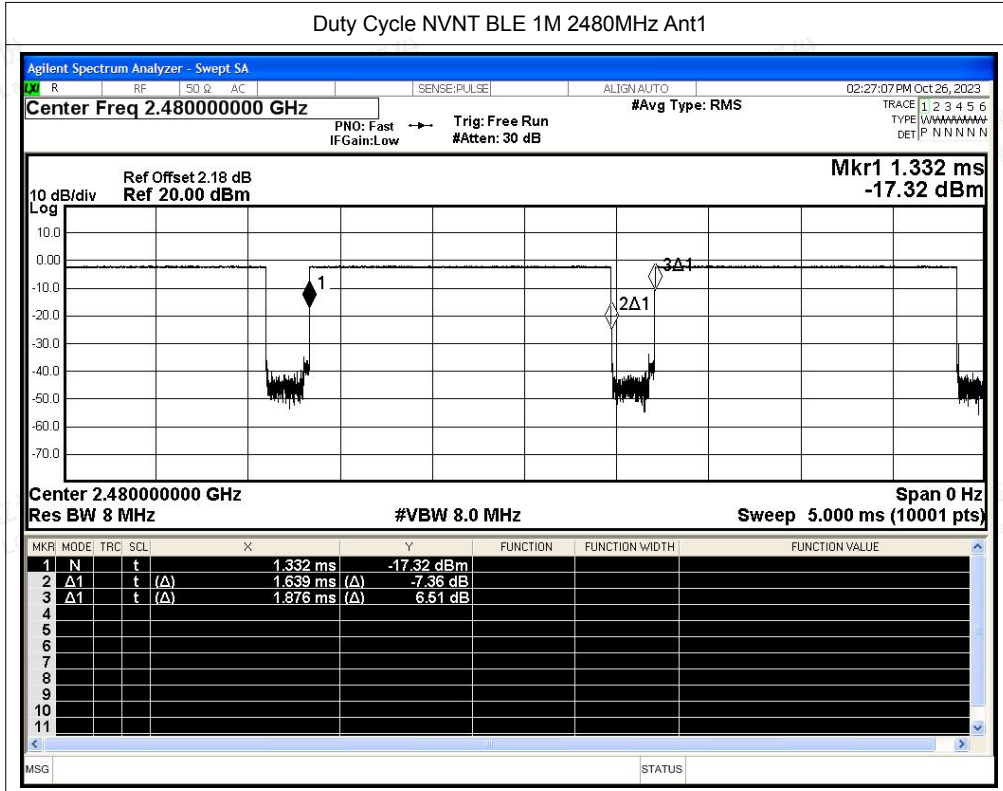 Duty Cycle NVNT BLE 1M 2480MHz Ant1
Agilent Spectrum Analyzer - Swept SA
LXI R RF 50 Ω AC SENSE:PULSE ALIGN AUTO 02:27:07 PM Oct 26, 2023
Center Freq 2.480000000 GHz #Avg Type: RMS TRACE 1 2 3 4 5 6
PNO: Fast Trig: Free Run TYPE WWWWWW
IFGain:Low #Atten: 30 dB DET P N N N N N
Mkr1 1.332 ms
Ref Offset 2.18 dB
10 dB/div Ref 20.00 dBm -17.32 dBm
Log
10.0
0.00
3Δ1
-10.0
1
2Δ1
-20.0
-30.0
-40.0
-50.0
-60.0
-70.0
Center 2.480000000 GHz Span 0 Hz
Res BW 8 MHz #VBW 8.0 MHz Sweep 5.000 ms (10001 pts)
MKR MODE TRC SCL X Y FUNCTION FUNCTION WIDTH FUNCTION VALUE
1 N t 1.332 ms -17.32 dBm
2 Δ1 t (Δ) 1.639 ms (Δ) -7.36 dB
3 Δ1 t (Δ) 1.876 ms (Δ) 6.51 dB
4
5
6
7
8
9
10
11
MSG STATUS